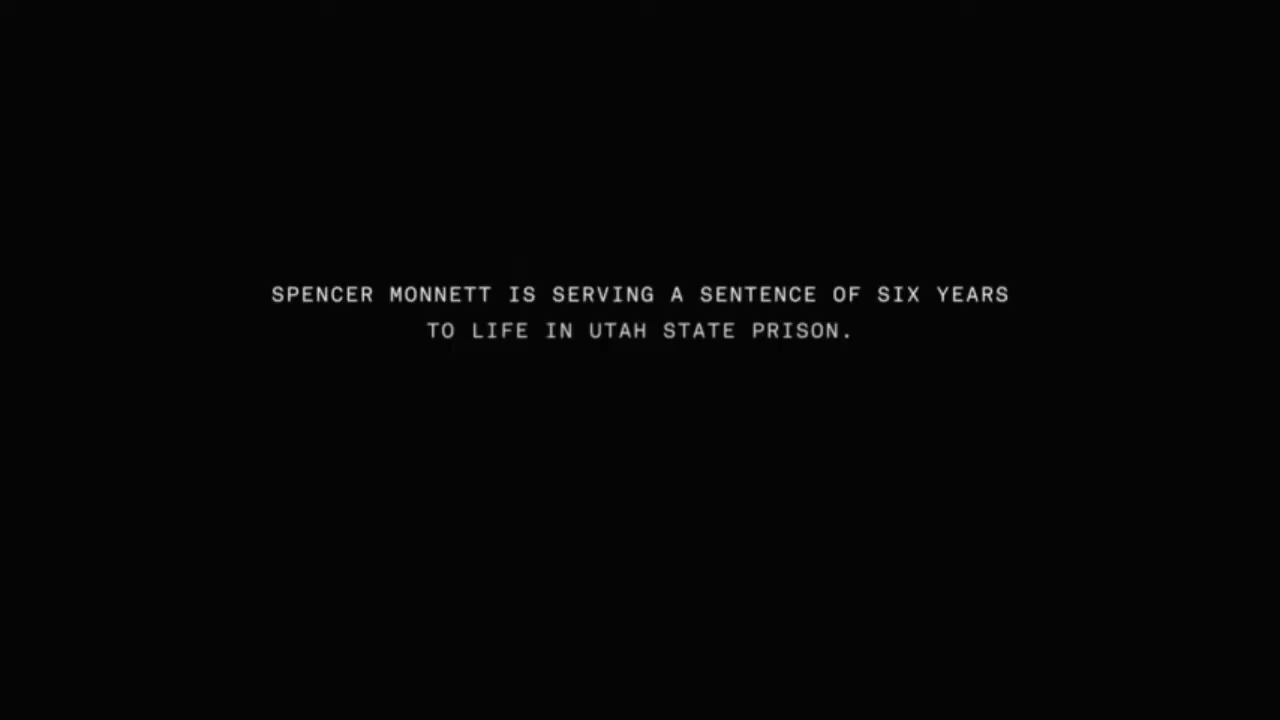 SPENCER MONNETT IS SERVING A SENTENCE OF SIX YEARS
TO LIFE IN UTAH STATE PRISON.